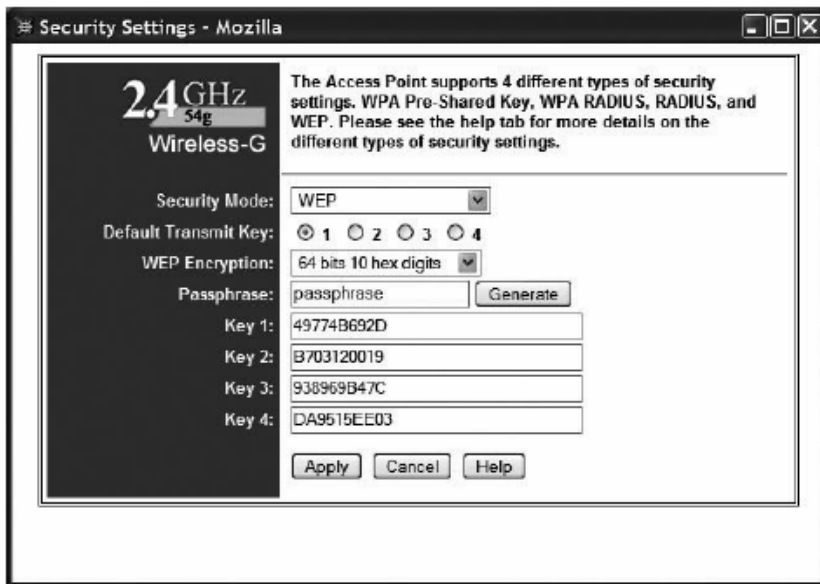 Security Settings - Mozilla
2.4 GHz
54g
Wireless-G
The Access Point supports 4 different types of security
settings. WPA Pre-Shared Key, WPA RADIUS, RADIUS, and
WEP. Please see the help tab for more details on the
different types of security settings.
Security Mode: WEP
Default Transmit Key: 1 2 3 4
WEP Encryption: 64 bits 10 hex digits
Passphrase: passphrase Generate
Key 1: 49774B692D
Key 2: B703120019
Key 3: 938969B47C
Key 4: DA9515EE03
Apply Cancel Help